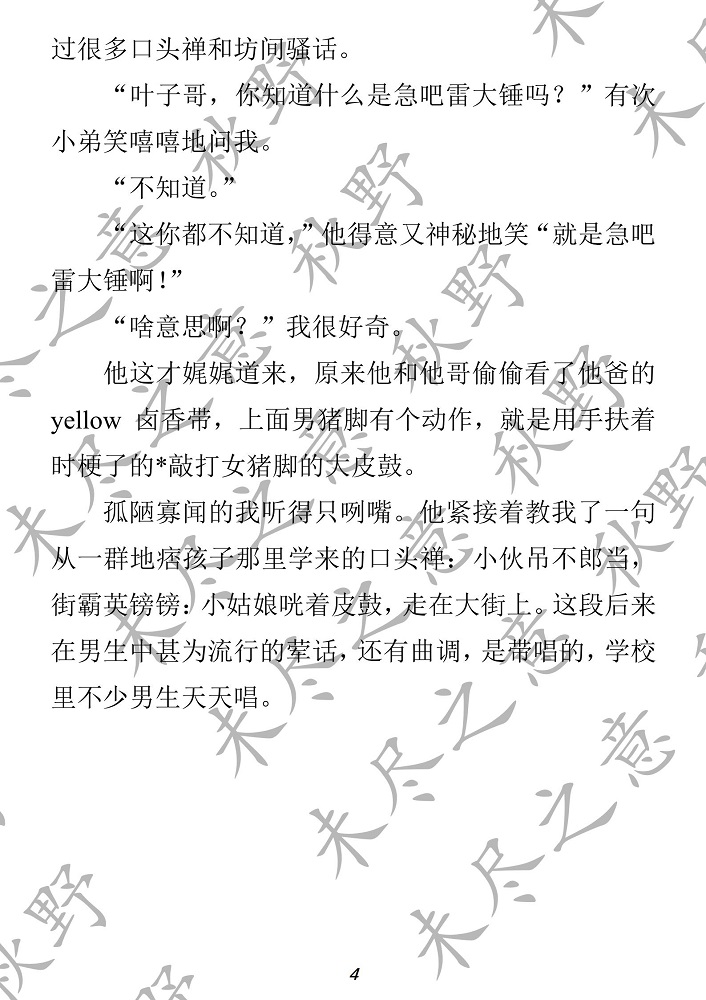 过很多口头禅和坊间骚话。
“叶子哥，你知道什么是急吧雷大锤吗？”有次
小弟笑嘻嘻地问我。
“不知道。”
“这你都不知道，”他得意又神秘地笑“就是急吧
雷大锤啊！”
“啥意思啊？”我很好奇。
他这才娓娓道来，原来他和他哥偷偷看了他爸的
yellow 卤香带，上面男猪脚有个动作，就是用手扶着
时梗了的*敲打女猪脚的大皮鼓。
孤陋寡闻的我听得只咧嘴。他紧接着教我了一句
从一群地痞孩子那里学来的口头禅：小伙吊不郎当，
街霸英镑镑：小姑娘咣着皮鼓，走在大街上。这段后来
在男生中甚为流行的荤话，还有曲调，是带唱的，学校
里不少男生天天唱。
未尽之意 秋野
4